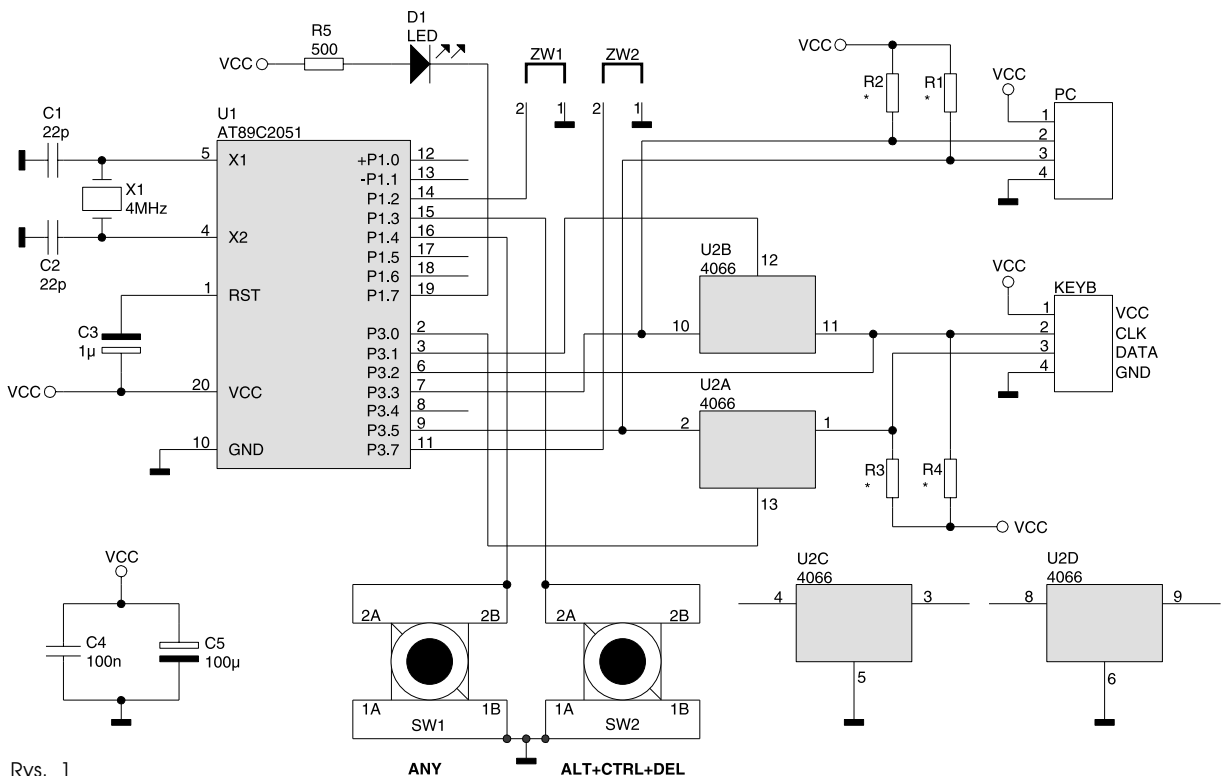 R5
500
D1
LED
VCC
ZW1
ZW2
2
1
2
1
VCC
R2
*
R1
*
VCC
PC
1
2
3
4
C1
22p
X1
4MHz
C2
22p
U1
AT89C2051
5
X1
4
X2
1
RST
20
VCC
10
GND
+P1.0
12
-P1.1
13
P1.2
14
P1.3
15
P1.4
16
P1.5
17
P1.6
18
P1.7
19
P3.0
2
P3.1
3
P3.2
6
P3.3
7
P3.4
8
P3.5
9
P3.7
11
C3
1µ
VCC
U2B
4066
12
10
11
U2A
4066
2
1
13
VCC
KEYB
1
VCC
2
CLK
3
DATA
4
GND
R3
*
R4
*
VCC
VCC
C4
100n
C5
100µ
2A
2B
1A
1B
SW1
2A
2B
1A
1B
SW2
ANY
ALT+CTRL+DEL
U2C
4066
4
3
5
U2D
4066
8
9
6
Rys. 1